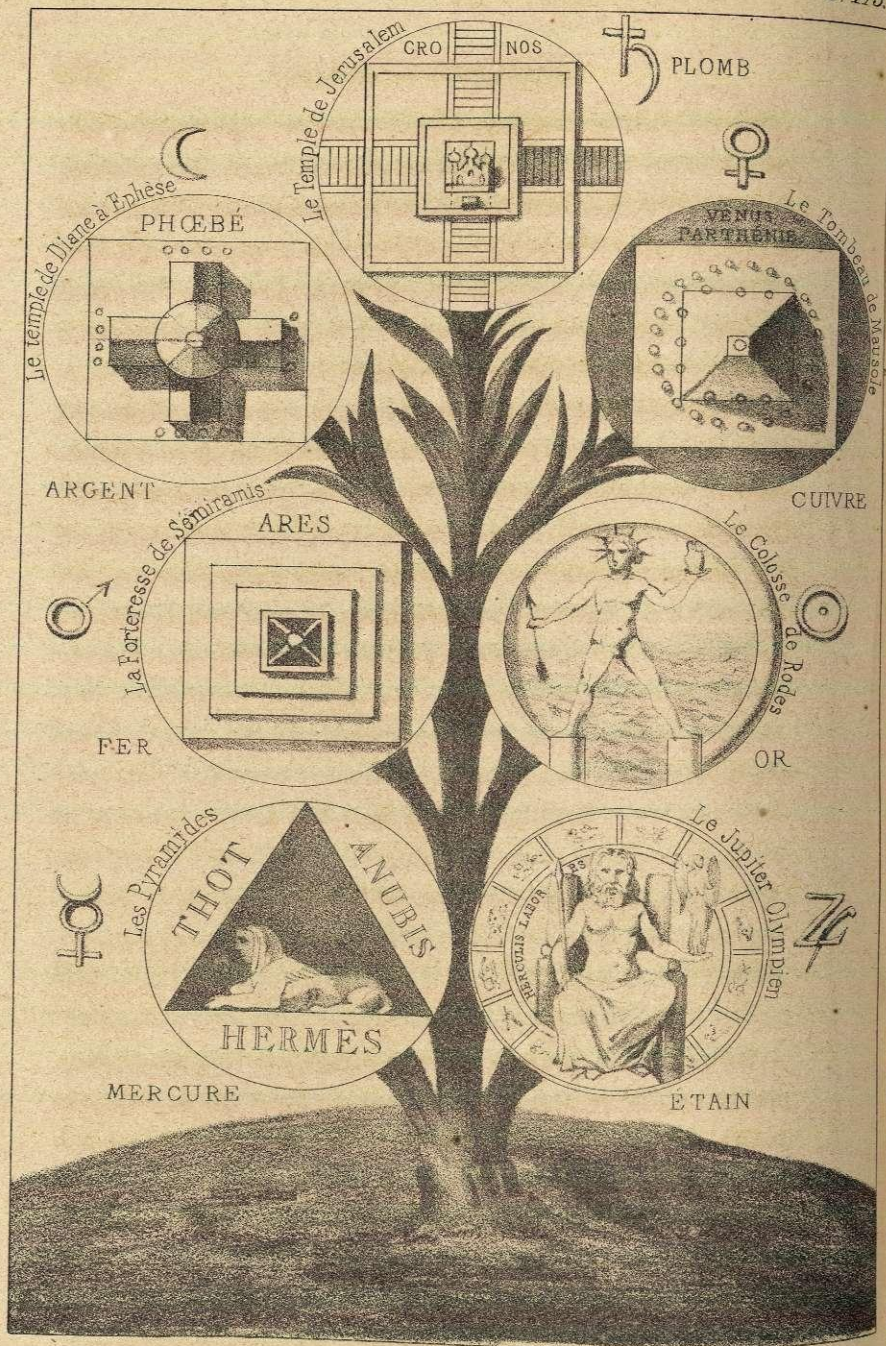 Le Temple de Jerusalem
CRO NOS
PLOMB
Le temple de Diane à Ephèse
PHŒBÉ
ARGENT
Le Tombeau de Mausole
VENUS
PARTHENIE
CUIVRE
La Forteresse de Sémiramis
ARES
FER
Le Colosse de Rodes
OR
Les Pyramides
THOT
ANUBIS
HERMÈS
MERCURE
Le Jupiter Olympien
HERCULIS LABOR
ETAIN